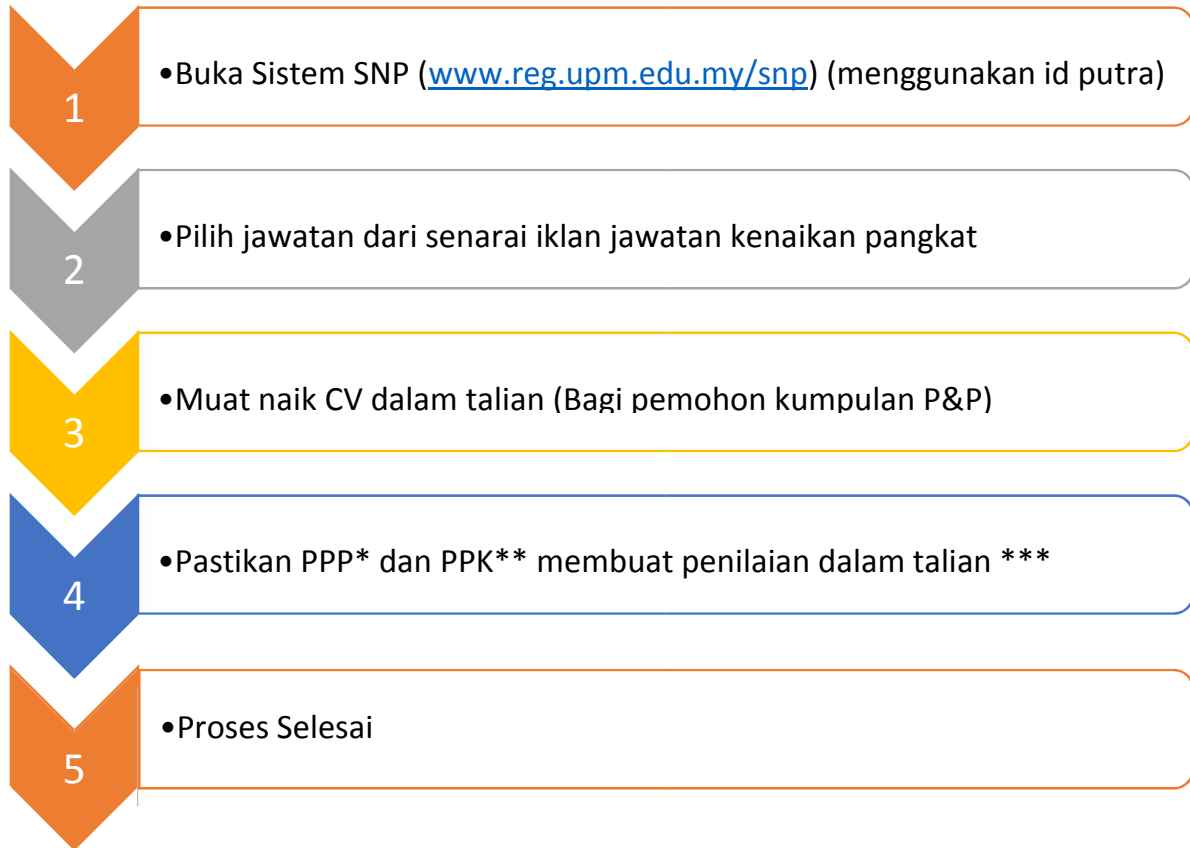 1
•Buka Sistem SNP (www.reg.upm.edu.my/snp) (menggunakan id putra)
2
•Pilih jawatan dari senarai iklan jawatan kenaikan pangkat
3
•Muat naik CV dalam talian (Bagi pemohon kumpulan P&P)
4
•Pastikan PPP* dan PPK** membuat penilaian dalam talian ***
5
•Proses Selesai